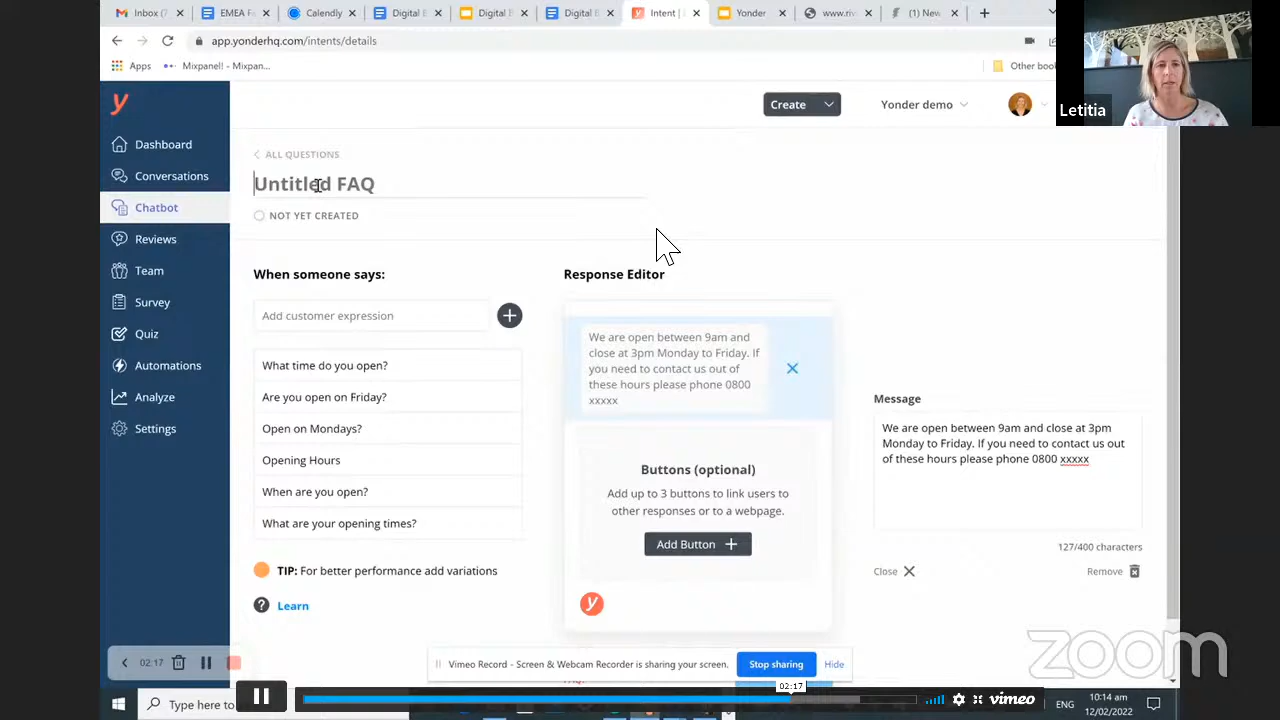 Inbox (7
EMEA F
Calendly
Digital B
Digital B
Digital B
Intent |
Yonder
www.riv
(1) New
app.yonderhq.com/intents/details
Apps
Mixpanel! - Mixpan...
Other boo
y
Create
Yonder demo
Letitia
Dashboard
Conversations
Chatbot
Reviews
Team
Survey
Quiz
Automations
Analyze
Settings
ALL QUESTIONS
Untitled FAQ
NOT YET CREATED
When someone says:
Add customer expression
What time do you open?
Are you open on Friday?
Open on Mondays?
Opening Hours
When are you open?
What are your opening times?
TIP: For better performance add variations
Learn
Response Editor
We are open between 9am and
close at 3pm Monday to Friday. If
you need to contact us out of
these hours please phone 0800
xxxxx
Buttons (optional)
Add up to 3 buttons to link users to
other responses or to a webpage.
Add Button
y
Message
We are open between 9am and close at 3pm
Monday to Friday. If you need to contact us out
of these hours please phone 0800 xxxxx
127/400 characters
Close
Remove
zoom
02:17
Vimeo Record - Screen & Webcam Recorder is sharing your screen.
Stop sharing
Hide
02:17
vimeo
Type here to
ENG
10:14 am
12/02/2022